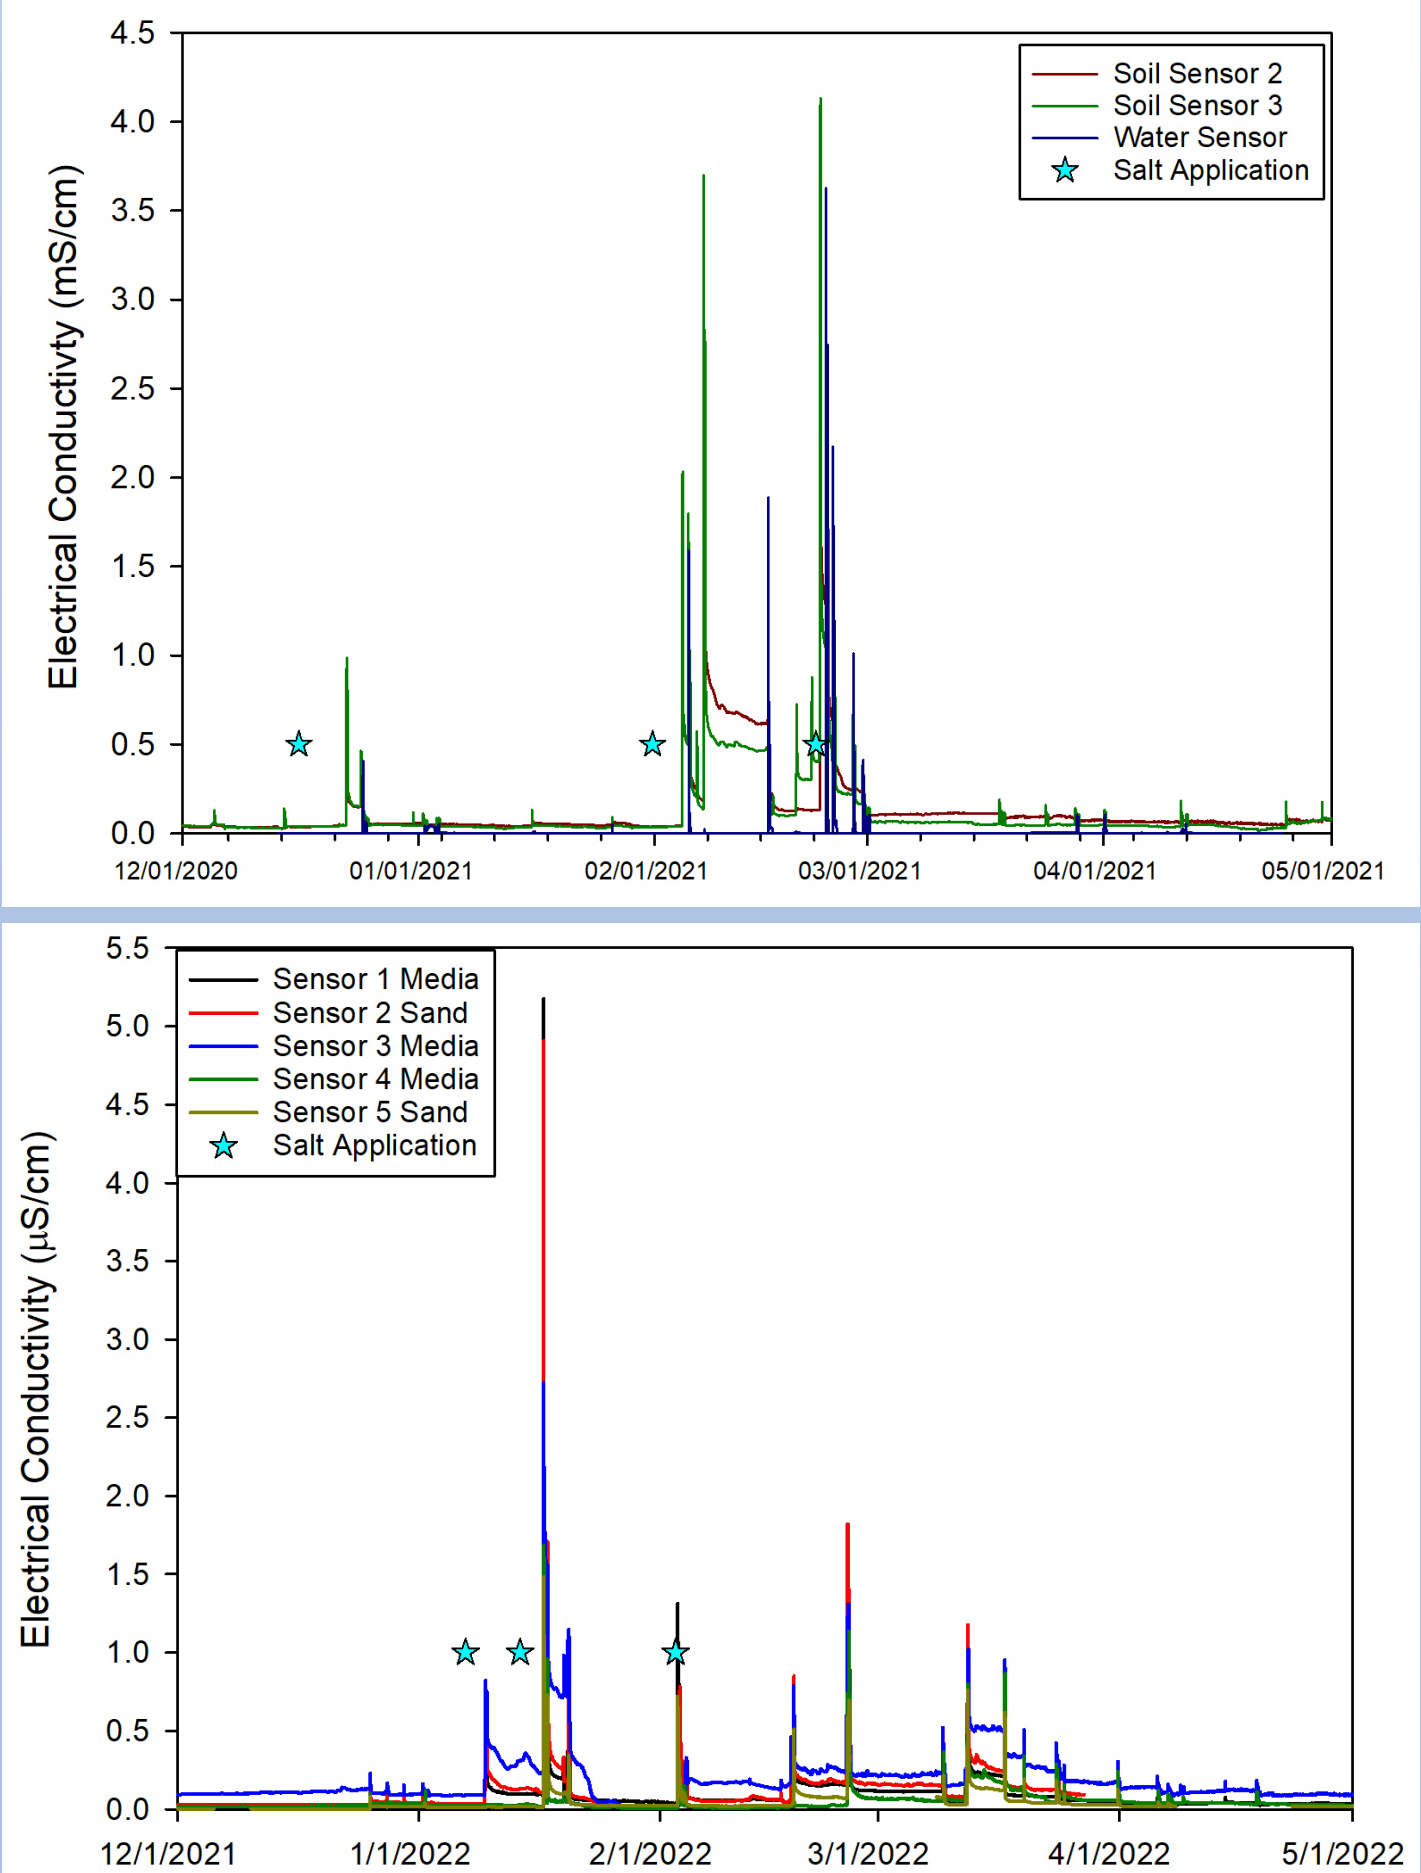 4.5
4.0
3.5
3.0
2.5
2.0
1.5
1.0
0.5
0.0
Electrical Conductivty (mS/cm)
Soil Sensor 2
Soil Sensor 3
Water Sensor
Salt Application
12/01/2020 01/01/2021 02/01/2021 03/01/2021 04/01/2021 05/01/2021
5.5
5.0
4.5
4.0
3.5
3.0
2.5
2.0
1.5
1.0
0.5
0.0
Electrical Conductivity (μS/cm)
Sensor 1 Media
Sensor 2 Sand
Sensor 3 Media
Sensor 4 Media
Sensor 5 Sand
Salt Application
12/1/2021 1/1/2022 2/1/2022 3/1/2022 4/1/2022 5/1/2022